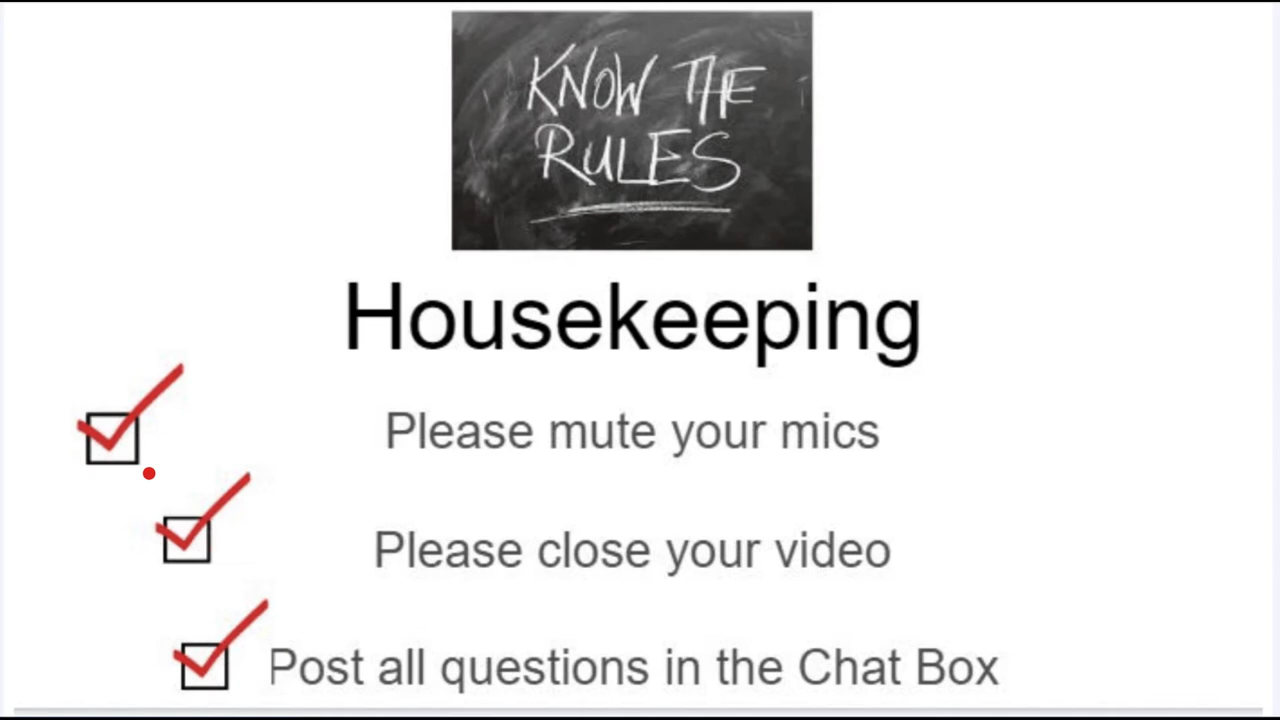 KNOW THE
RULES
Housekeeping
Please mute your mics
Please close your video
Post all questions in the Chat Box